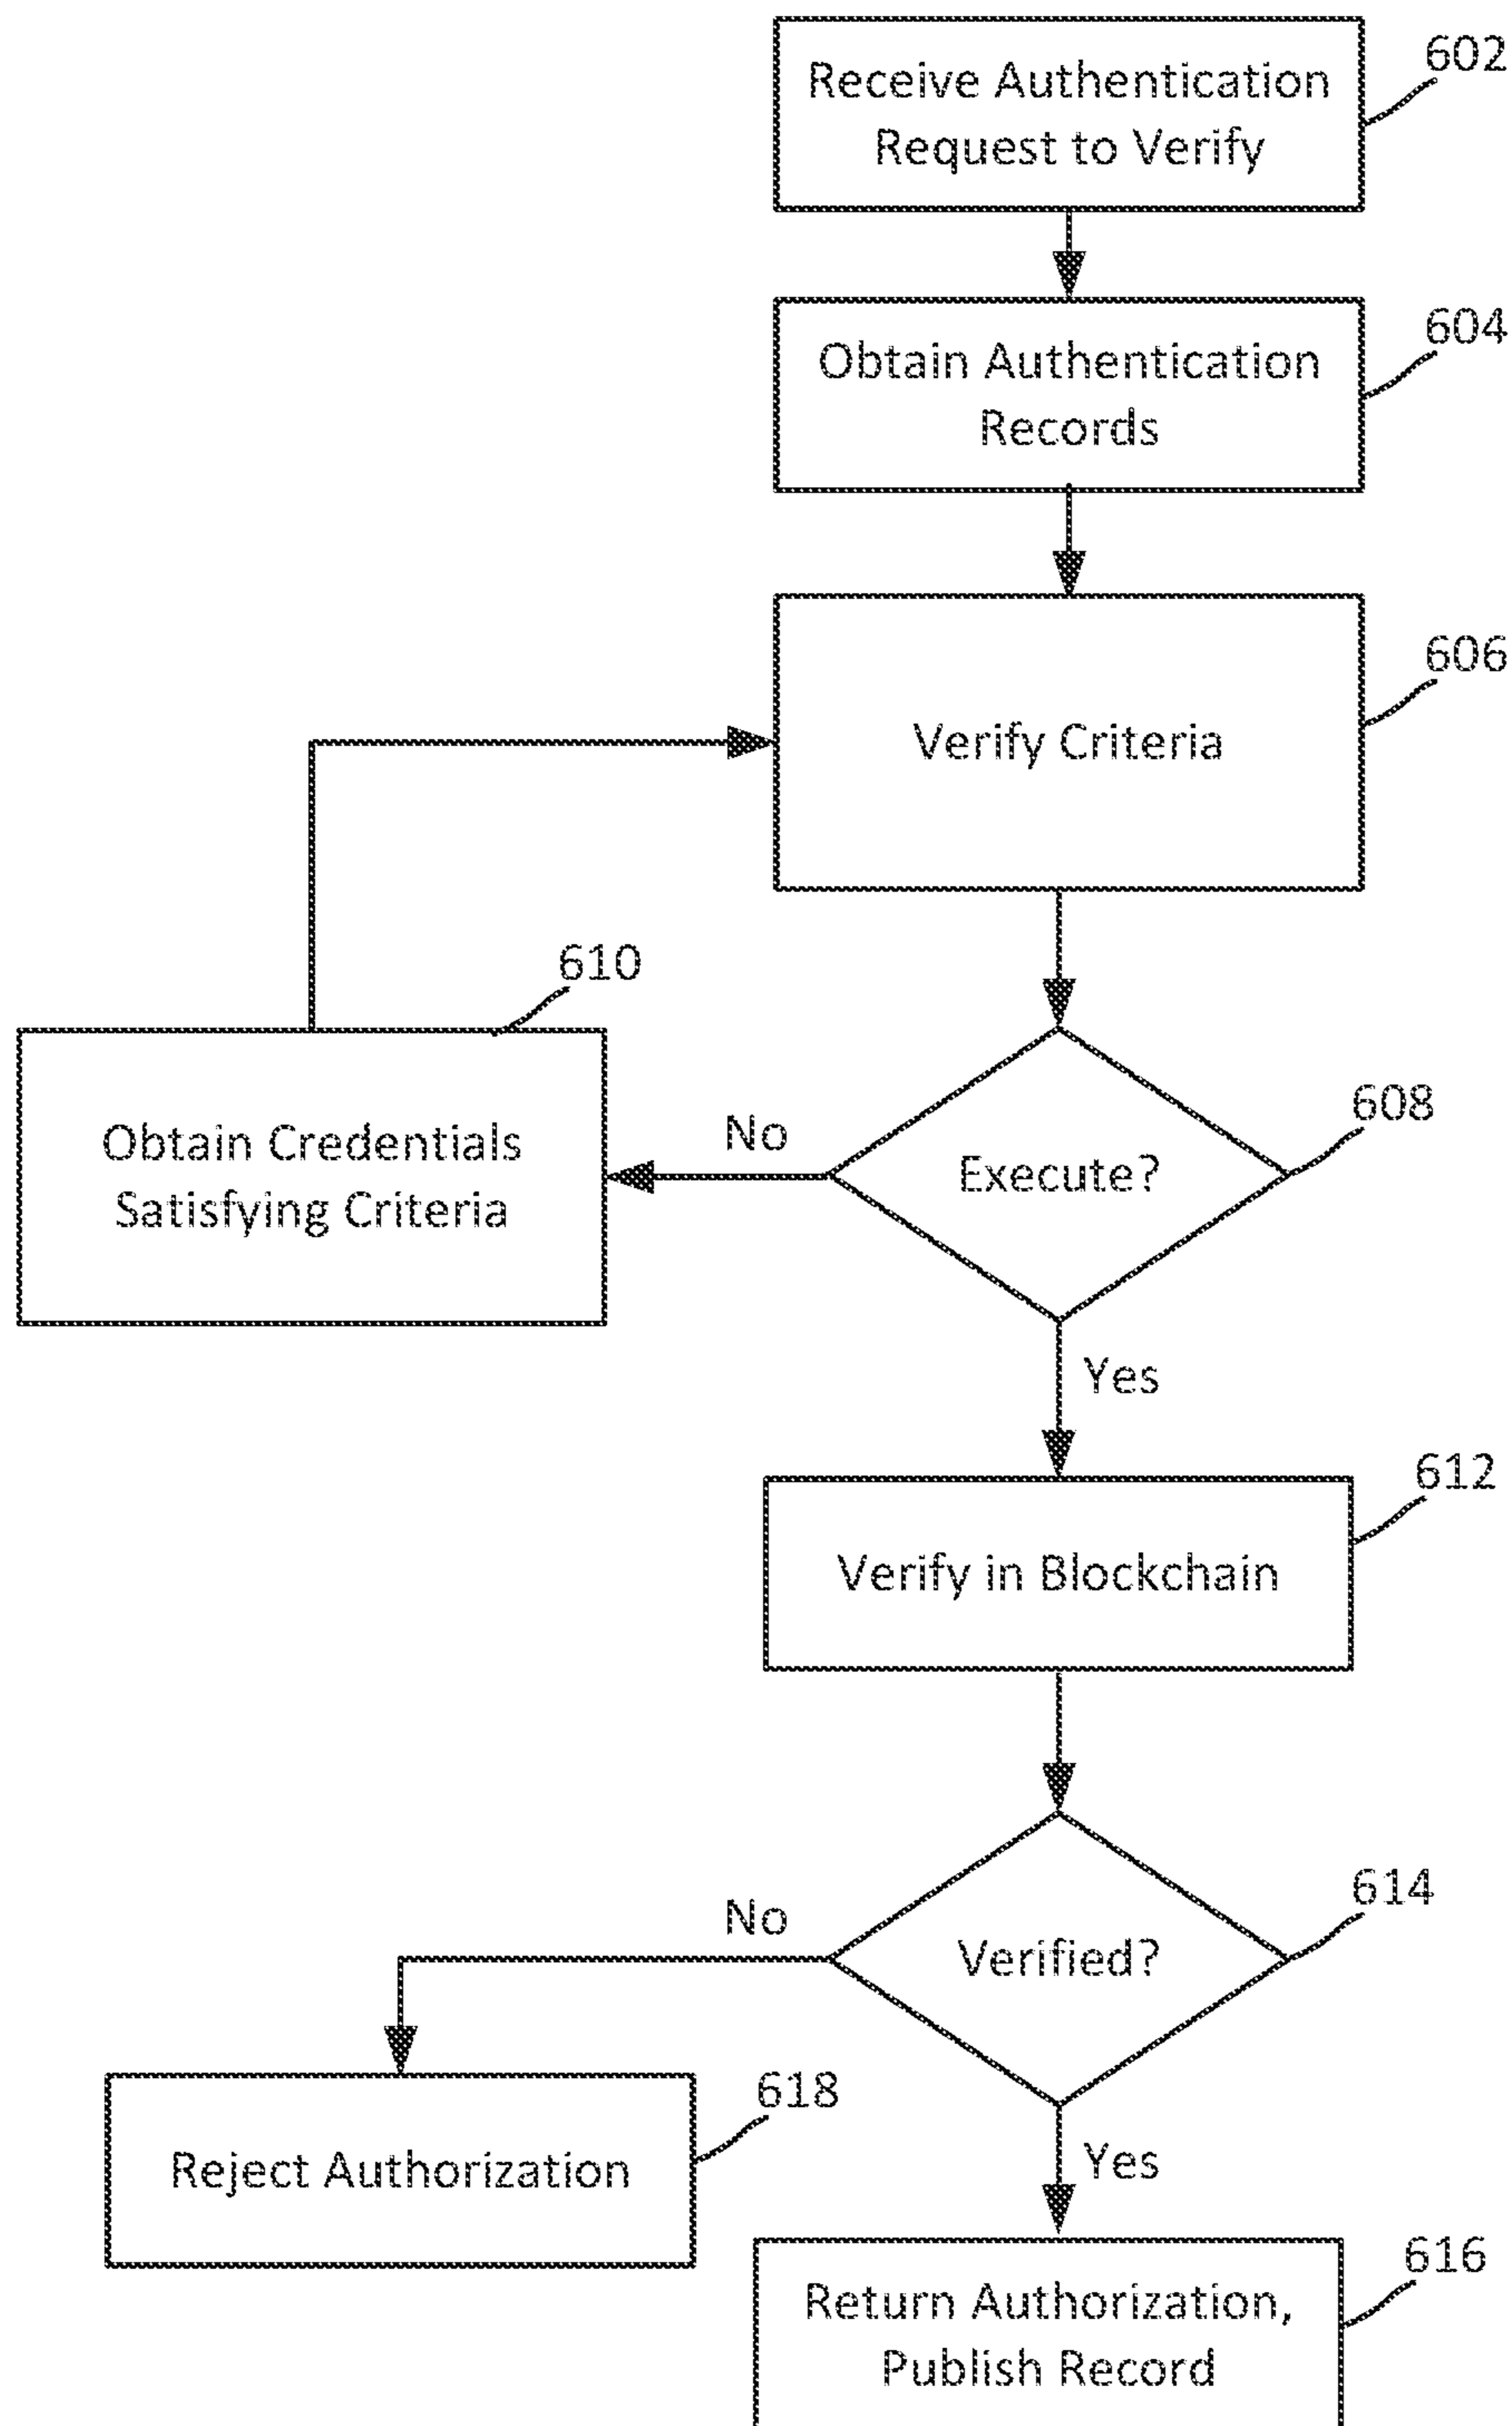 Receive Authentication
Request to Verify
602
Obtain Authentication
Records
604
Verify Criteria
606
610
Obtain Credentials
Satisfying Criteria
No
Execute?
608
Yes
Verify in Blockchain
612
No
Verified?
614
Reject Authorization
618
Yes
Return Authorization,
Publish Record
616